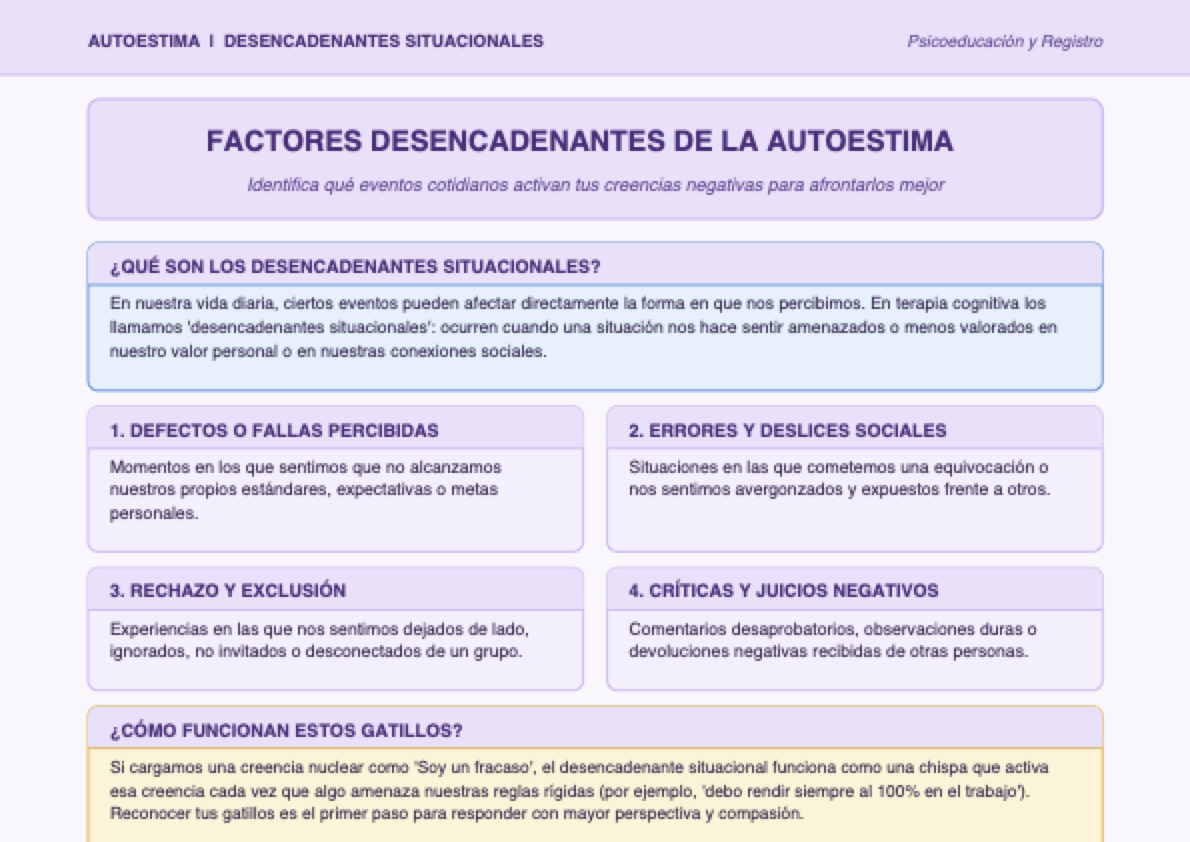 AUTOESTIMA | DESENCADENANTES SITUACIONALES
Psicoeducación y Registro
FACTORES DESENCADENANTES DE LA AUTOESTIMA
Identifica qué eventos cotidianos activan tus creencias negativas para afrontarlos mejor
¿QUÉ SON LOS DESENCADENANTES SITUACIONALES?
En nuestra vida diaria, ciertos eventos pueden afectar directamente la forma en que nos percibimos. En terapia cognitiva los
llamamos 'desencadenantes situacionales': ocurren cuando una situación nos hace sentir amenazados o menos valorados en
nuestro valor personal o en nuestras conexiones sociales.
1. DEFECTOS O FALLAS PERCIBIDAS
Momentos en los que sentimos que no alcanzamos
nuestros propios estándares, expectativas o metas
personales.
2. ERRORES Y DESLICES SOCIALES
Situaciones en las que cometemos una equivocación o
nos sentimos avergonzados y expuestos frente a otros.
3. RECHAZO Y EXCLUSIÓN
Experiencias en las que nos sentimos dejados de lado,
ignorados, no invitados o desconectados de un grupo.
4. CRÍTICAS Y JUICIOS NEGATIVOS
Comentarios desaprobatorios, observaciones duras o
devoluciones negativas recibidas de otras personas.
¿CÓMO FUNCIONAN ESTOS GATILLOS?
Si cargamos una creencia nuclear como 'Soy un fracaso', el desencadenante situacional funciona como una chispa que activa
esa creencia cada vez que algo amenaza nuestras reglas rígidas (por ejemplo, 'debo rendir siempre al 100% en el trabajo').
Reconocer tus gatillos es el primer paso para responder con mayor perspectiva y compasión.